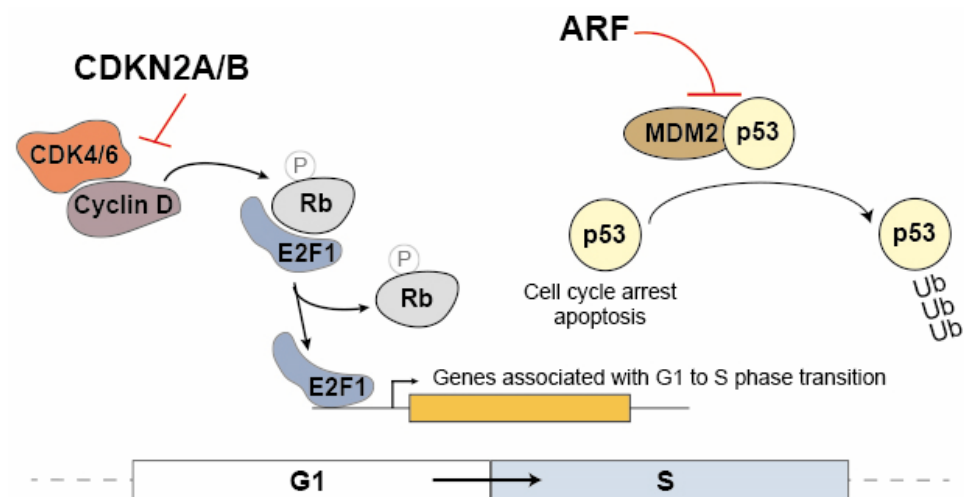 ARF
CDKN2A/B
CDK4/6
Cyclin D
P
Rb
E2F1
MDM2
p53
p53
p53
Ub
Ub
Ub
Cell cycle arrest
apoptosis
P
Rb
E2F1
Genes associated with G1 to S phase transition
G1
S